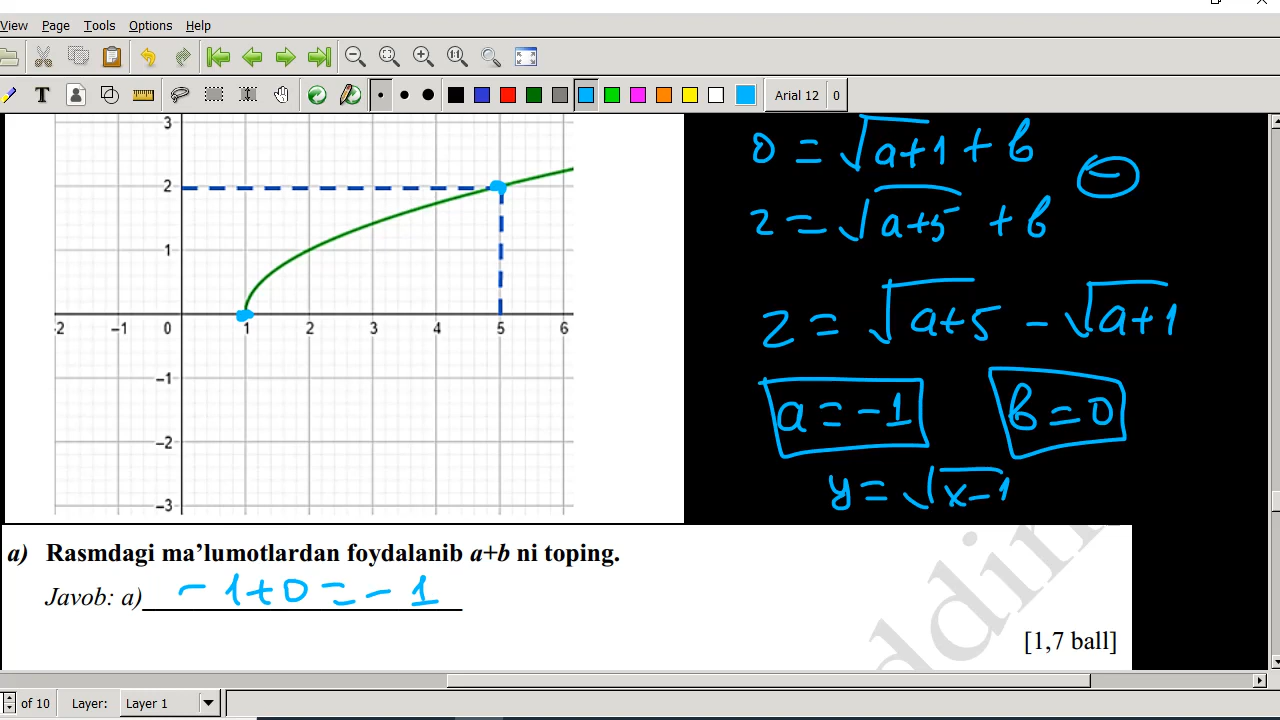 View Page Tools Options Help
T 1:1 Arial 12 0
3
2
1
-2 -1 0 1 2 3 4 5 6
-1
-2
-3
0 = √a+1 + b
2 = √a+5 + b
2 = √a+5 - √a+1
a = -1 b = 0
y = √x-1
a) Rasmdagi ma’lumotlardan foydalanib a+b ni toping.
Javob: a) -1+0=-1
[1,7 ball]
of 10 Layer: Layer 1